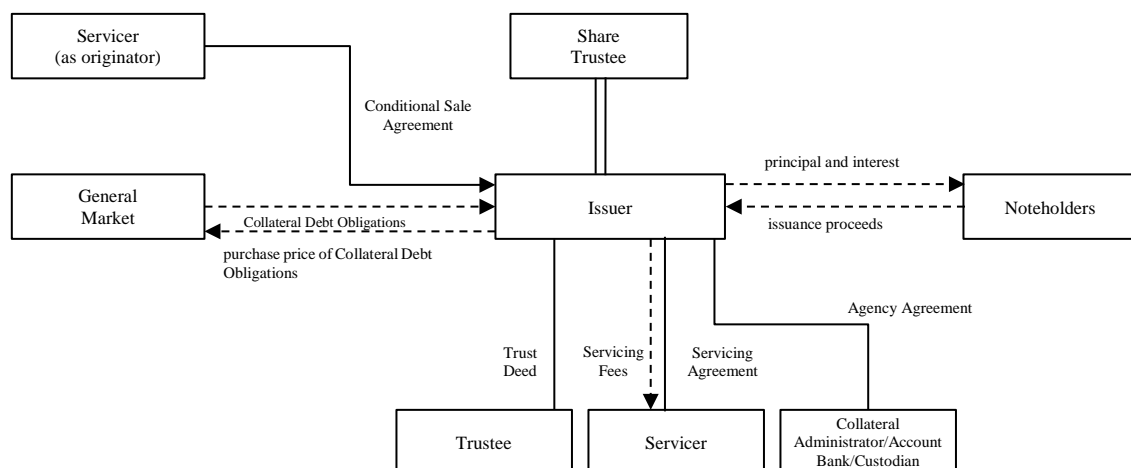 Servicer
(as originator)
Share
Trustee
Conditional Sale
Agreement
principal and interest
General
Market
Issuer
Noteholders
Collateral Debt Obligations
issuance proceeds
purchase price of Collateral Debt
Obligations
Agency Agreement
Trust
Deed
Servicing
Fees
Servicing
Agreement
Trustee
Servicer
Collateral
Administrator/Account
Bank/Custodian